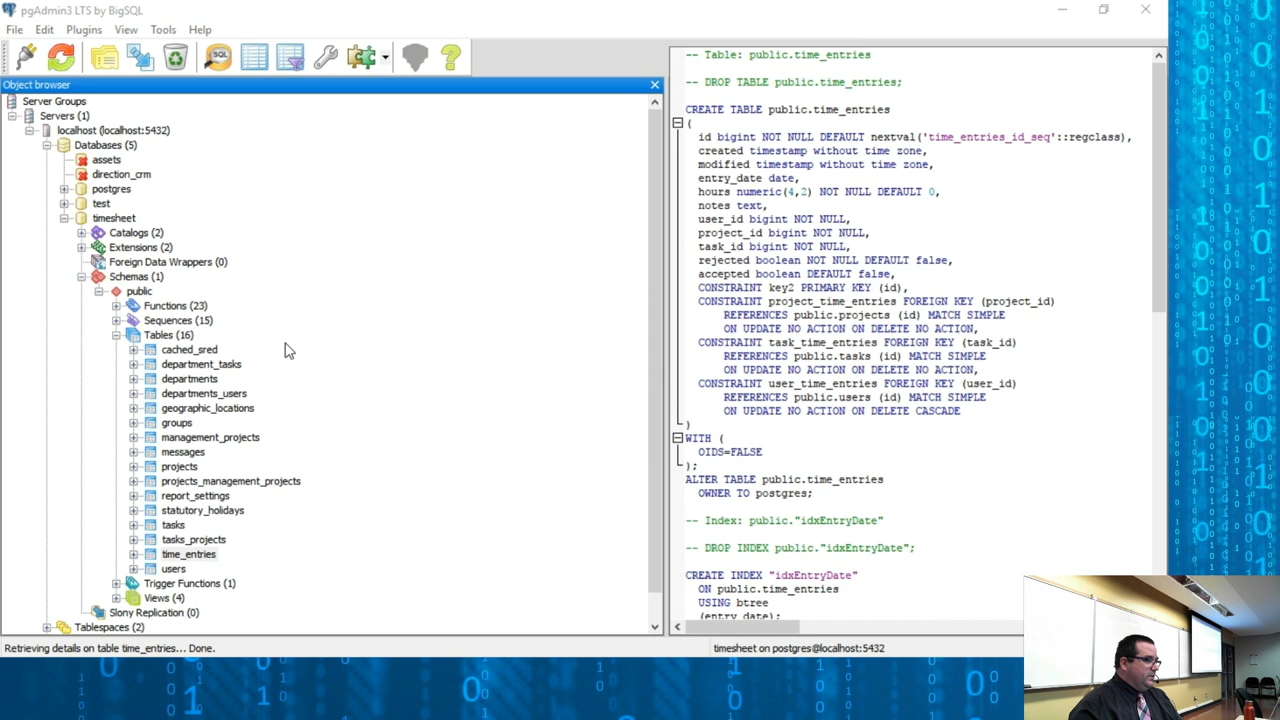 pgAdmin3 LTS by BigSQL
File Edit Plugins View Tools Help
SQL
Object browser
Server Groups
Servers (1)
localhost (localhost:5432)
Databases (5)
assets
direction_crm
postgres
test
timesheet
Catalogs (2)
Extensions (2)
Foreign Data Wrappers (0)
Schemas (1)
public
Functions (23)
Sequences (15)
Tables (16)
cached_sred
department_tasks
departments
departments_users
geographic_locations
groups
management_projects
messages
projects
projects_management_projects
report_settings
statutory_holidays
tasks
tasks_projects
time_entries
users
Trigger Functions (1)
Views (4)
Slony Replication (0)
Tablespaces (2)
-- Table: public.time_entries
-- DROP TABLE public.time_entries;
CREATE TABLE public.time_entries
(
id bigint NOT NULL DEFAULT nextval('time_entries_id_seq'::regclass),
created timestamp without time zone,
modified timestamp without time zone,
entry_date date,
hours numeric(4,2) NOT NULL DEFAULT 0,
notes text,
user_id bigint NOT NULL,
project_id bigint NOT NULL,
task_id bigint NOT NULL,
rejected boolean NOT NULL DEFAULT false,
accepted boolean DEFAULT false,
CONSTRAINT key2 PRIMARY KEY (id),
CONSTRAINT project_time_entries FOREIGN KEY (project_id)
REFERENCES public.projects (id) MATCH SIMPLE
ON UPDATE NO ACTION ON DELETE NO ACTION,
CONSTRAINT task_time_entries FOREIGN KEY (task_id)
REFERENCES public.tasks (id) MATCH SIMPLE
ON UPDATE NO ACTION ON DELETE NO ACTION,
CONSTRAINT user_time_entries FOREIGN KEY (user_id)
REFERENCES public.users (id) MATCH SIMPLE
ON UPDATE NO ACTION ON DELETE CASCADE
)
WITH (
OIDS=FALSE
);
ALTER TABLE public.time_entries
OWNER TO postgres;
-- Index: public."idxEntryDate"
-- DROP INDEX public."idxEntryDate";
CREATE INDEX "idxEntryDate"
ON public.time_entries
USING btree
(entry_date);
Retrieving details on table time_entries... Done.
timesheet on postgres@localhost:5432